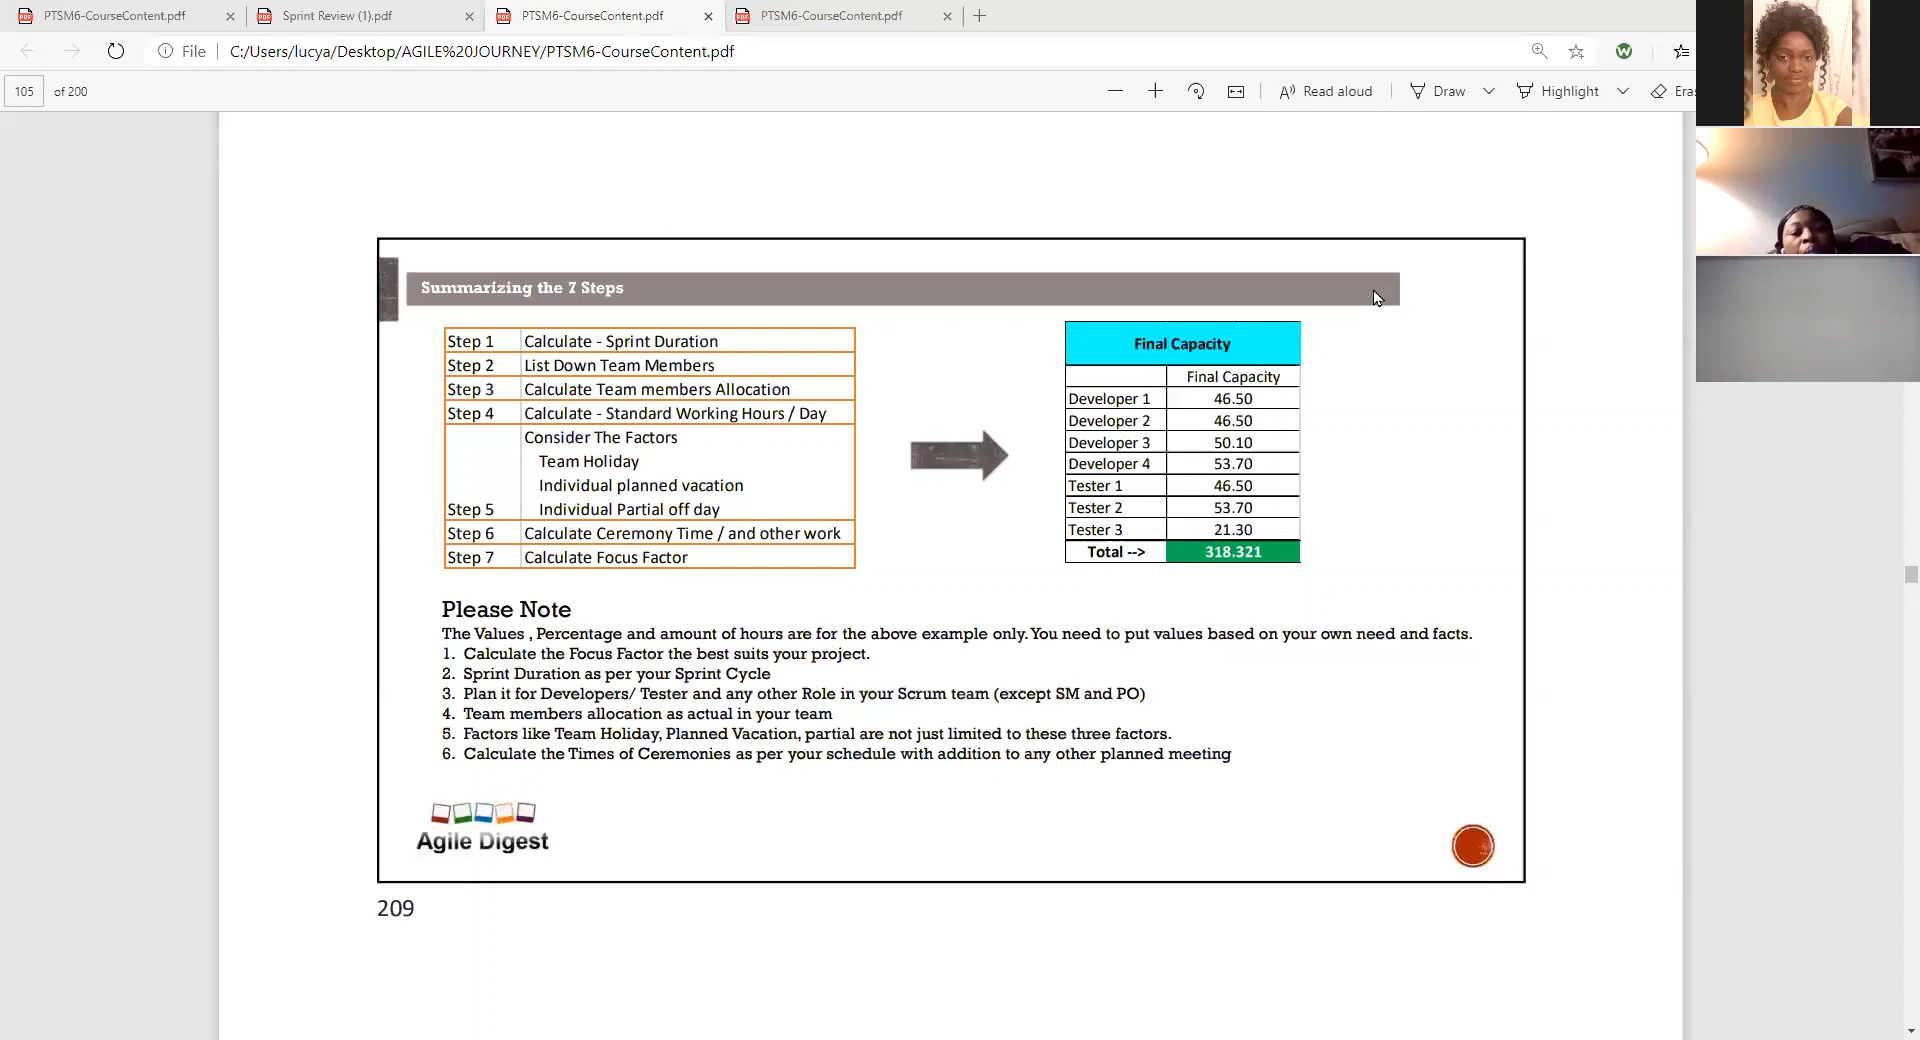 PTSM6-CourseContent.pdf
Sprint Review (1).pdf
PTSM6-CourseContent.pdf
PTSM6-CourseContent.pdf
File
C:/Users/lucya/Desktop/AGILE%20JOURNEY/PTSM6-CourseContent.pdf
W
105 of 200
Read aloud
Draw
Highlight
Eras
Summarizing the 7 Steps
Step 1 Calculate - Sprint Duration
Step 2 List Down Team Members
Step 3 Calculate Team members Allocation
Step 4 Calculate - Standard Working Hours / Day
Consider The Factors
Team Holiday
Individual planned vacation
Step 5 Individual Partial off day
Step 6 Calculate Ceremony Time / and other work
Step 7 Calculate Focus Factor
Final Capacity
Final Capacity
Developer 1 46.50
Developer 2 46.50
Developer 3 50.10
Developer 4 53.70
Tester 1 46.50
Tester 2 53.70
Tester 3 21.30
Total --> 318.321
Please Note
The Values , Percentage and amount of hours are for the above example only. You need to put values based on your own need and facts.
1. Calculate the Focus Factor the best suits your project.
2. Sprint Duration as per your Sprint Cycle
3. Plan it for Developers/ Tester and any other Role in your Scrum team (except SM and PO)
4. Team members allocation as actual in your team
5. Factors like Team Holiday, Planned Vacation, partial are not just limited to these three factors.
6. Calculate the Times of Ceremonies as per your schedule with addition to any other planned meeting
Agile Digest
209